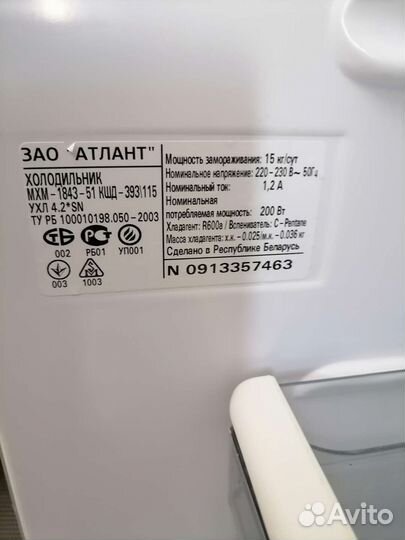 ЗАО "АТЛАНТ"
ХОЛОДИЛЬНИК
МХМ-1843-51 КШД-393\115
УХЛ 4.2*SN
ТУ РБ 100010198.050-2003
002 РБ01 УП001
003 1003
Мощность замораживания: 15 кг/сут
Номинальное напряжение: 220-230 В~ 50Гц
Номинальный ток: 1,2 А
Номинальная
потребляемая мощность: 200 Вт
Хладагент: R600a / Вспениватель: C-Pentane
Масса хладагента: х.к. -0.025/м.к. -0.036 кг
Сделано в Республике Беларусь
N 0913357463
Avito